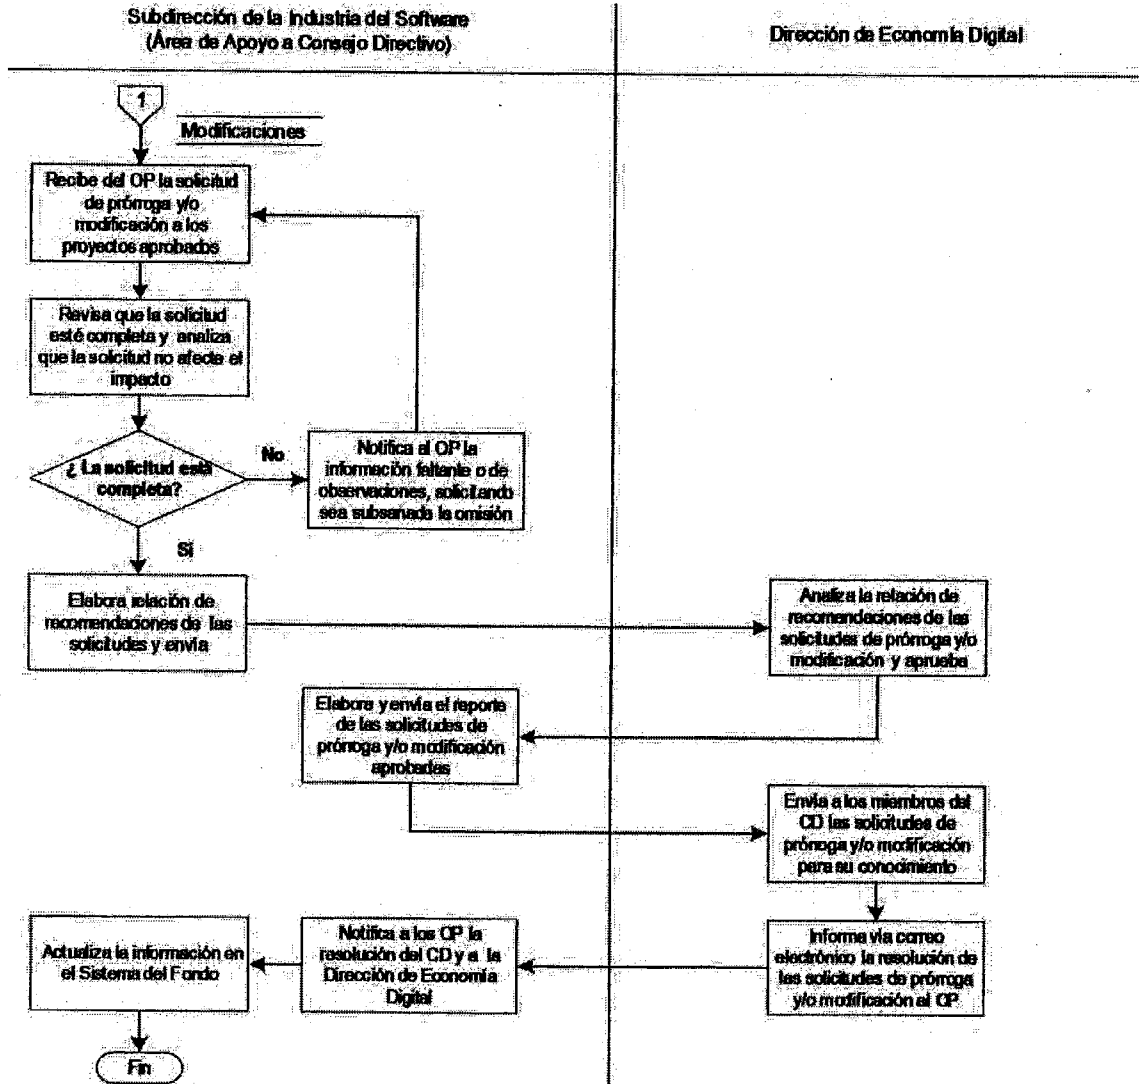 Subdirección de la Industria del Software
(Área de Apoyo a Consejo Directivo)
Dirección de Economía Digital
1
Modificaciones
Recibe del OP la solicitud
de prórroga y/o
modificación a los
proyectos aprobados
Revisa que la solicitud
esté completa y analiza
que la solicitud no afecte el
impacto
¿ La solicitud está
completa?
No
Notifica al OP la
información faltante o de
observaciones, solicitando
sea subsanada la omisión
Si
Elabora relación de
recomendaciones de las
solicitudes y envía
Analiza la relación de
recomendaciones de las
solicitudes de prórroga y/o
modificación y aprueba
Elabora y envía el reporte
de las solicitudes de
prórroga y/o modificación
aprobadas
Envía a los miembros del
CD las solicitudes de
prórroga y/o modificación
para su conocimiento
Informa vía correo
electrónico la resolución de
las solicitudes de prórroga
y/o modificación al OP
Notifica a los OP la
resolución del CD y a la
Dirección de Economía
Digital
Actualiza la información en
el Sistema del Fondo
Fin